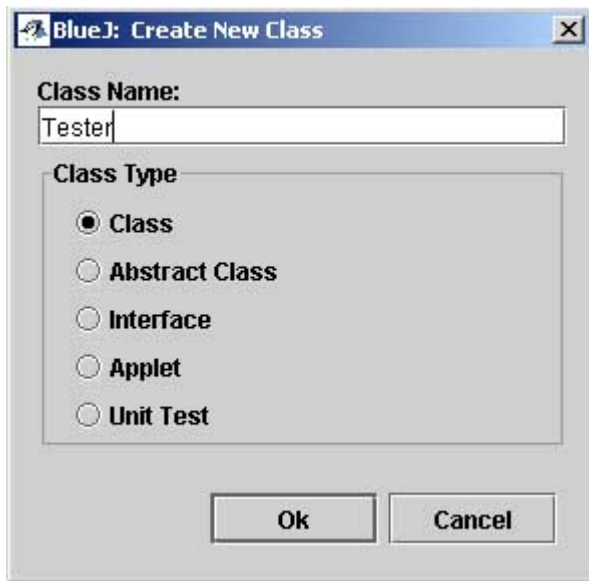 BlueJ: Create New Class
Class Name:
Tester
Class Type
Class
Abstract Class
Interface
Applet
Unit Test
Ok Cancel